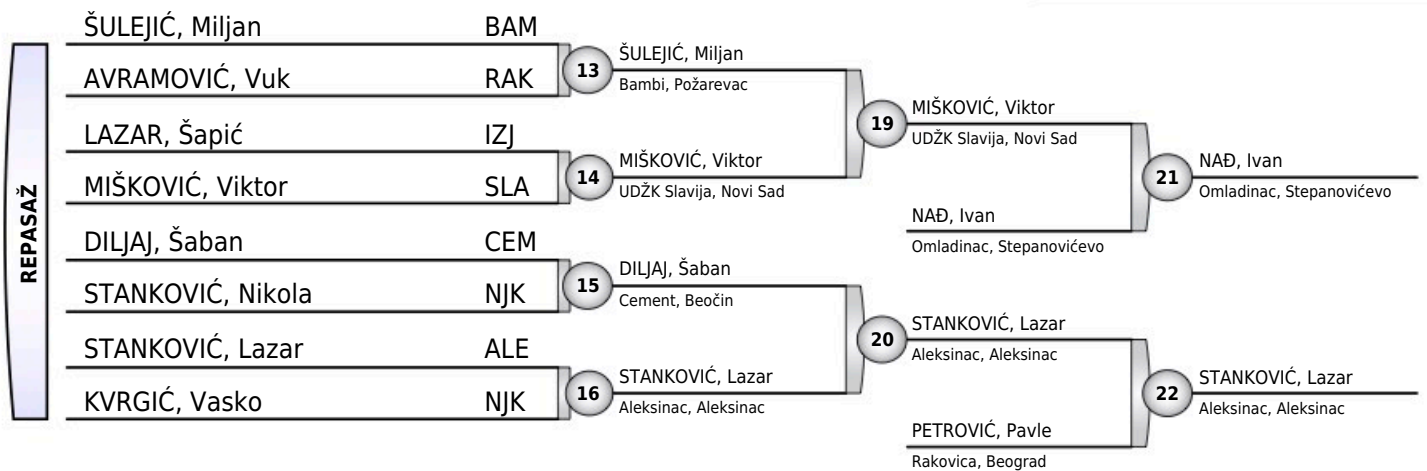 REPASAŽ
ŠULEJIĆ, Miljan BAM
AVRAMOVIĆ, Vuk RAK
LAZAR, Šapić IZJ
MIŠKOVIĆ, Viktor SLA
DILJAJ, Šaban CEM
STANKOVIĆ, Nikola NJK
STANKOVIĆ, Lazar ALE
KVRGIĆ, Vasko NJK
13
ŠULEJIĆ, Miljan
Bambi, Požarevac
14
MIŠKOVIĆ, Viktor
UDŽK Slavija, Novi Sad
15
DILJAJ, Šaban
Cement, Beočin
16
STANKOVIĆ, Lazar
Aleksinac, Aleksinac
19
MIŠKOVIĆ, Viktor
UDŽK Slavija, Novi Sad
NAĐ, Ivan
Omladinac, Stepanovićevo
20
STANKOVIĆ, Lazar
Aleksinac, Aleksinac
PETROVIĆ, Pavle
Rakovica, Beograd
21
NAĐ, Ivan
Omladinac, Stepanovićevo
22
STANKOVIĆ, Lazar
Aleksinac, Aleksinac